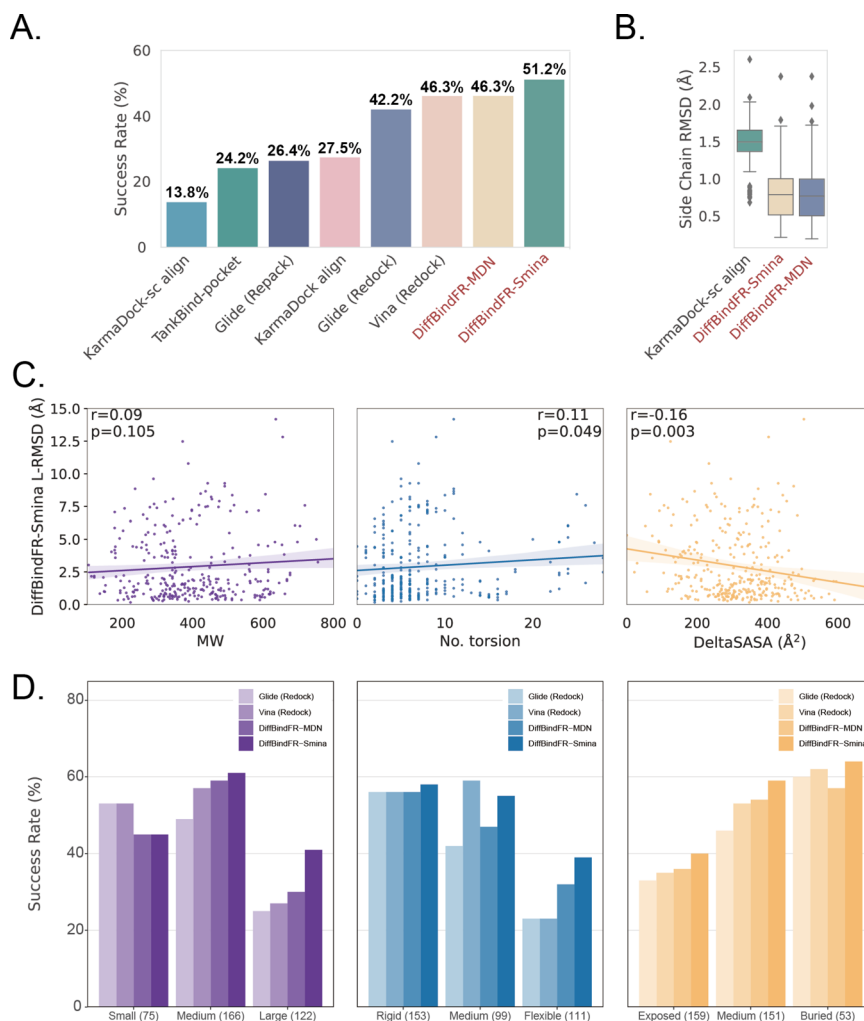 A.
B.
60
40
20
0
Success Rate (%)
13.8%
24.2%
26.4%
27.5%
42.2%
46.3%
46.3%
51.2%
KarmaDock-sc align
TankBind-pocket
Glide (Repack)
KarmaDock align
Glide (Redock)
Vina (Redock)
DiffBindFR-MDN
DiffBindFR-Smina
2.5
2.0
1.5
1.0
0.5
Side Chain RMSD (Å)
KarmaDock-sc align
DiffBindFR-Smina
DiffBindFR-MDN
C.
DiffBindFR-Smina L-RMSD (Å)
15.0
12.5
10.0
7.5
5.0
2.5
0.0
r=0.09
p=0.105
200 400 600 800
MW
r=0.11
p=0.049
0 10 20
No. torsion
r=-0.16
p=0.003
0 200 400 600
DeltaSASA (Å²)
D.
Success Rate (%)
80
60
40
20
0
Glide (Redock)
Vina (Redock)
DiffBindFR−MDN
DiffBindFR−Smina
Small (75) Medium (166) Large (122)
Glide (Redock)
Vina (Redock)
DiffBindFR−MDN
DiffBindFR−Smina
Rigid (153) Medium (99) Flexible (111)
Glide (Redock)
Vina (Redock)
DiffBindFR−MDN
DiffBindFR−Smina
Exposed (159) Medium (151) Buried (53)